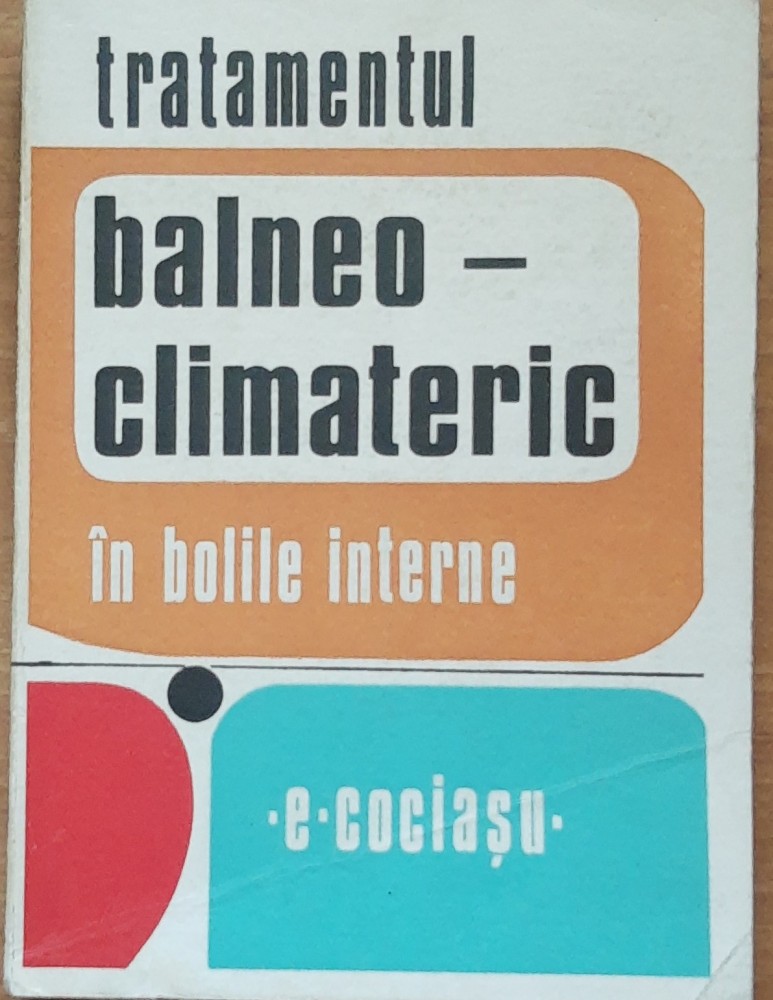 tratamentul
balneo –
climateric
în bolile interne
·e·cociașu·